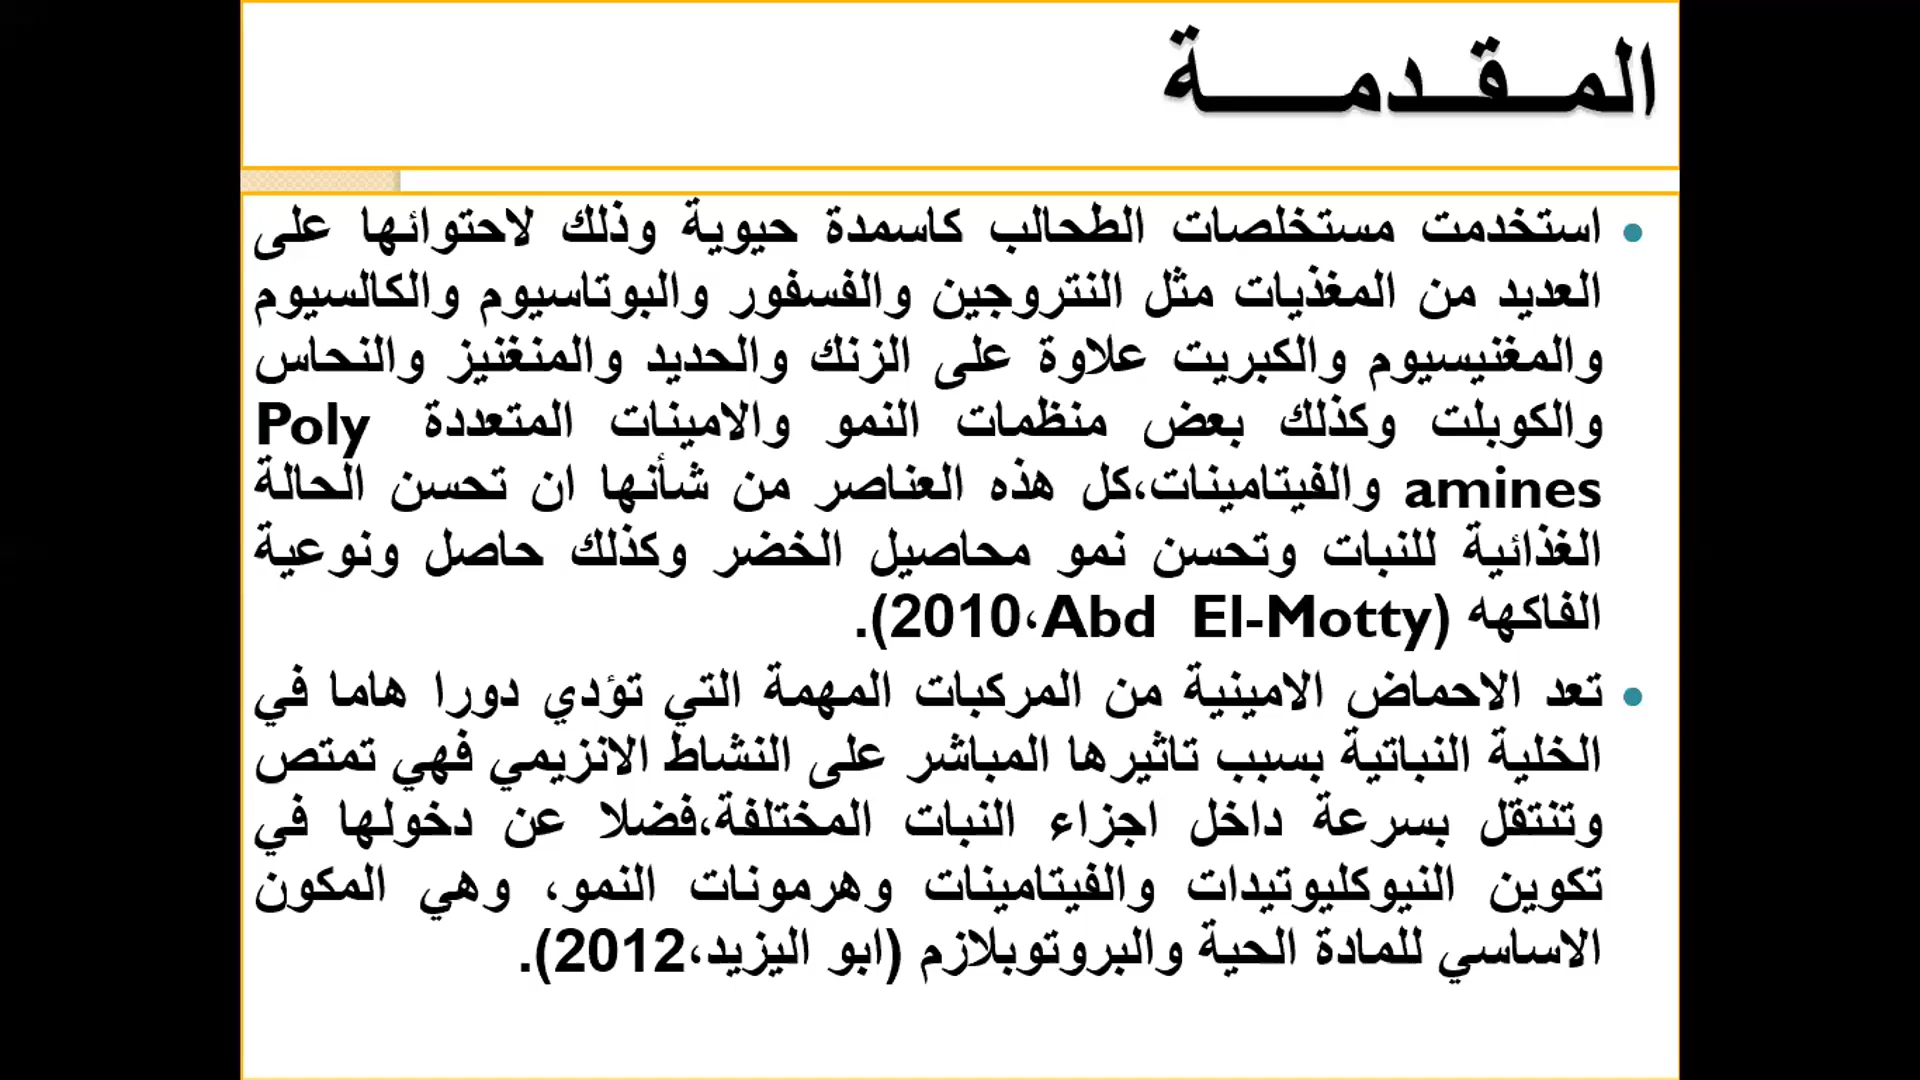 المـــقــدمــــــة
استخدمت مستخلصات الطحالب كاسمدة حيوية وذلك لاحتوائها على
العديد من المغذيات مثل النتروجين والفسفور والبوتاسيوم والكالسيوم
والمغنيسيوم والكبريت علاوة على الزنك والحديد والمنغنيز والنحاس
والكوبلت وكذلك بعض منظمات النمو والامينات المتعددة Poly
amines والفيتامينات،كل هذه العناصر من شأنها ان تحسن الحالة
الغذائية للنبات وتحسن نمو محاصيل الخضر وكذلك حاصل ونوعية
الفاكهه (Abd El-Motty،2010).
تعد الاحماض الامينية من المركبات المهمة التي تؤدي دورا هاما في
الخلية النباتية بسبب تاثيرها المباشر على النشاط الانزيمي فهي تمتص
وتنتقل بسرعة داخل اجزاء النبات المختلفة،فضلا عن دخولها في
تكوين النيوكليوتيدات والفيتامينات وهرمونات النمو، وهي المكون
الاساسي للمادة الحية والبروتوبلازم (ابو اليزيد،2012).